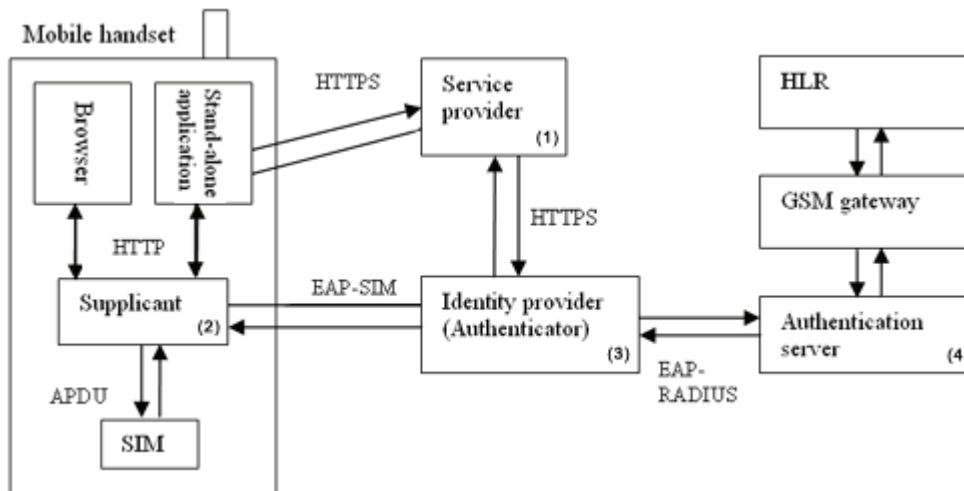 Mobile handset
Browser
Stand-alone
application
HTTP
Supplicant
(2)
APDU
SIM
HTTPS
Service
provider
(1)
HTTPS
EAP-SIM
Identity provider
(Authenticator)
(3)
EAP-
RADIUS
HLR
GSM gateway
Authentication
server
(4)